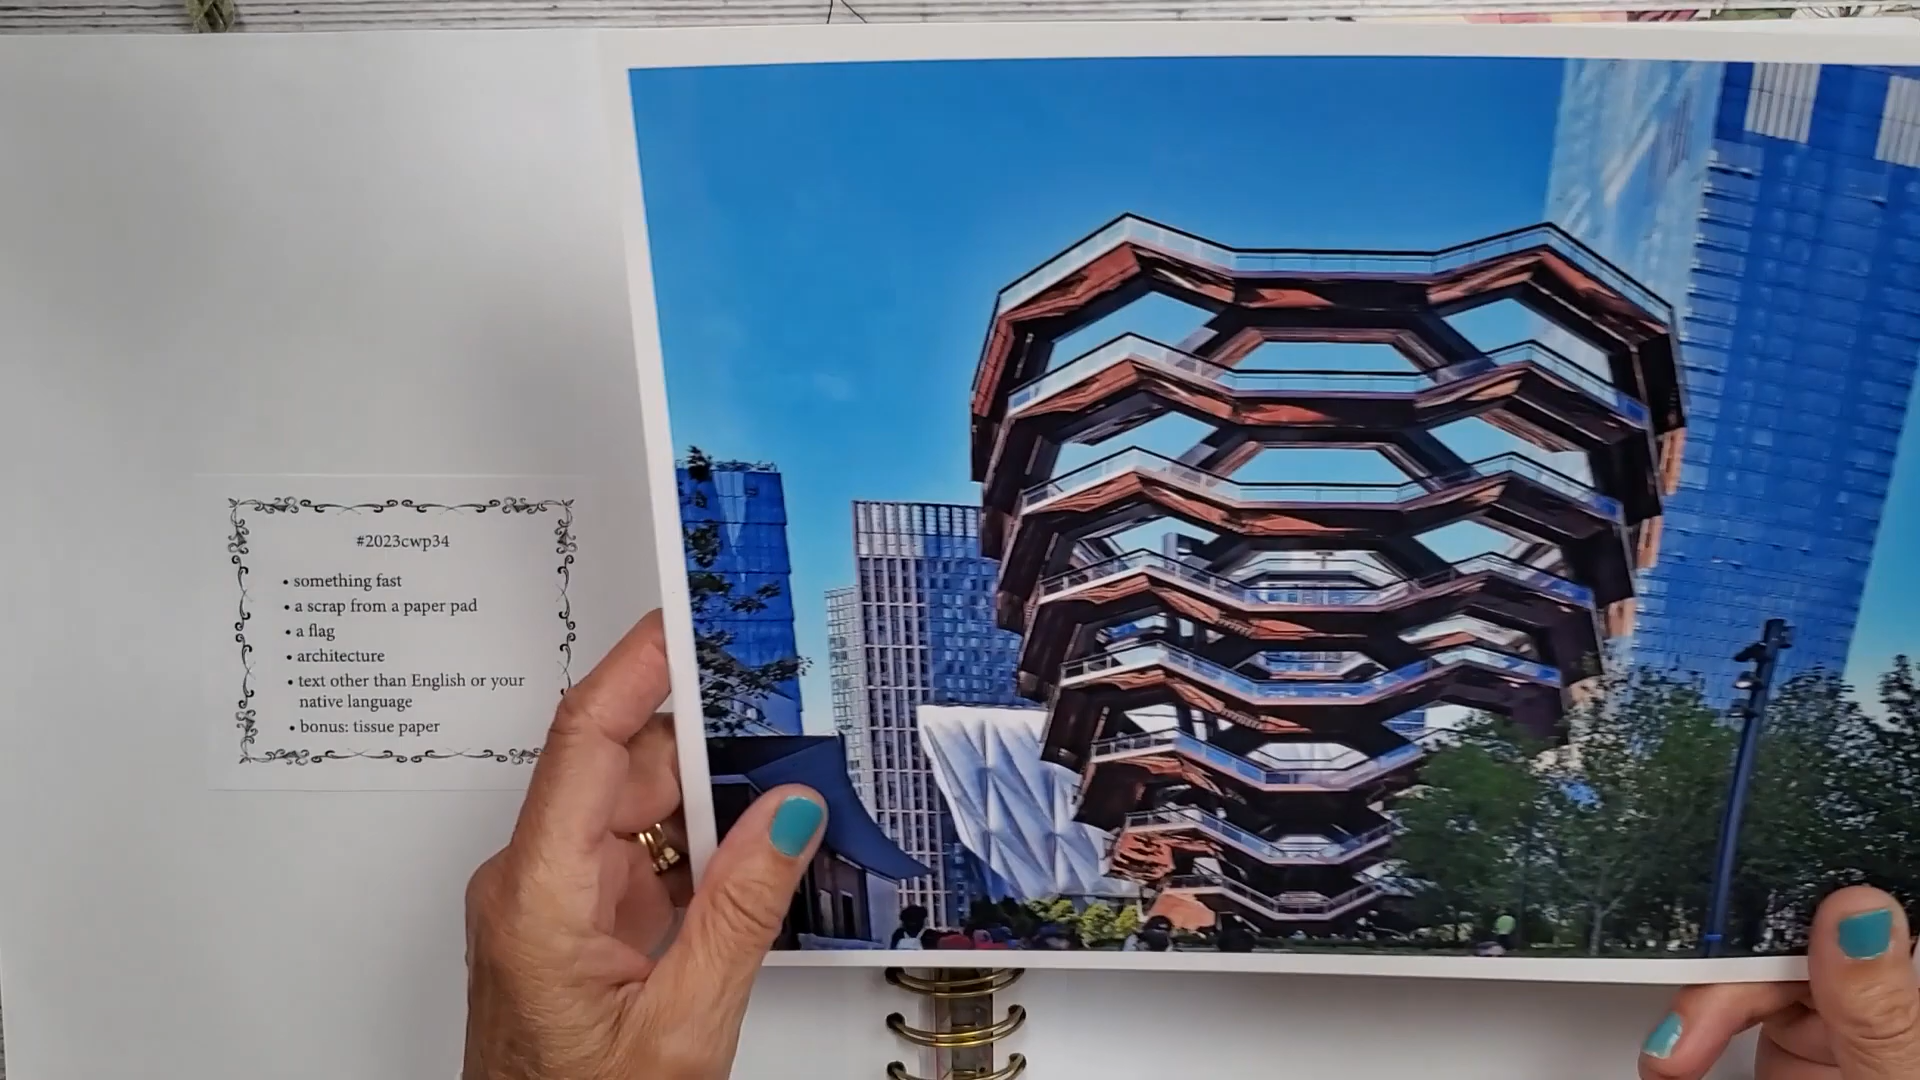 #2023cwp34
• something fast
• a scrap from a paper pad
• a flag
• architecture
• text other than English or your
native language
• bonus: tissue paper